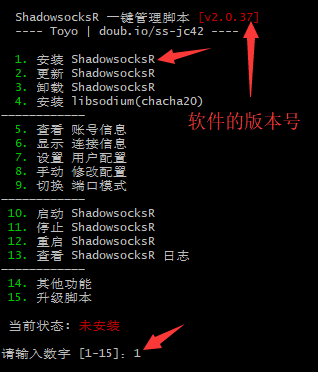 ShadowsocksR 一键管理脚本 [v2.0.37]
---- Toyo | doub.io/ss-jc42 ----
1. 安装 ShadowsocksR
2. 更新 ShadowsocksR
3. 卸载 ShadowsocksR
4. 安装 libsodium(chacha20)
软件的版本号
————————————
5. 查看 账号信息
6. 显示 连接信息
7. 设置 用户配置
8. 手动 修改配置
9. 切换 端口模式
————————————
10. 启动 ShadowsocksR
11. 停止 ShadowsocksR
12. 重启 ShadowsocksR
13. 查看 ShadowsocksR 日志
————————————
14. 其他功能
15. 升级脚本
当前状态: 未安装
请输入数字 [1-15]: 1